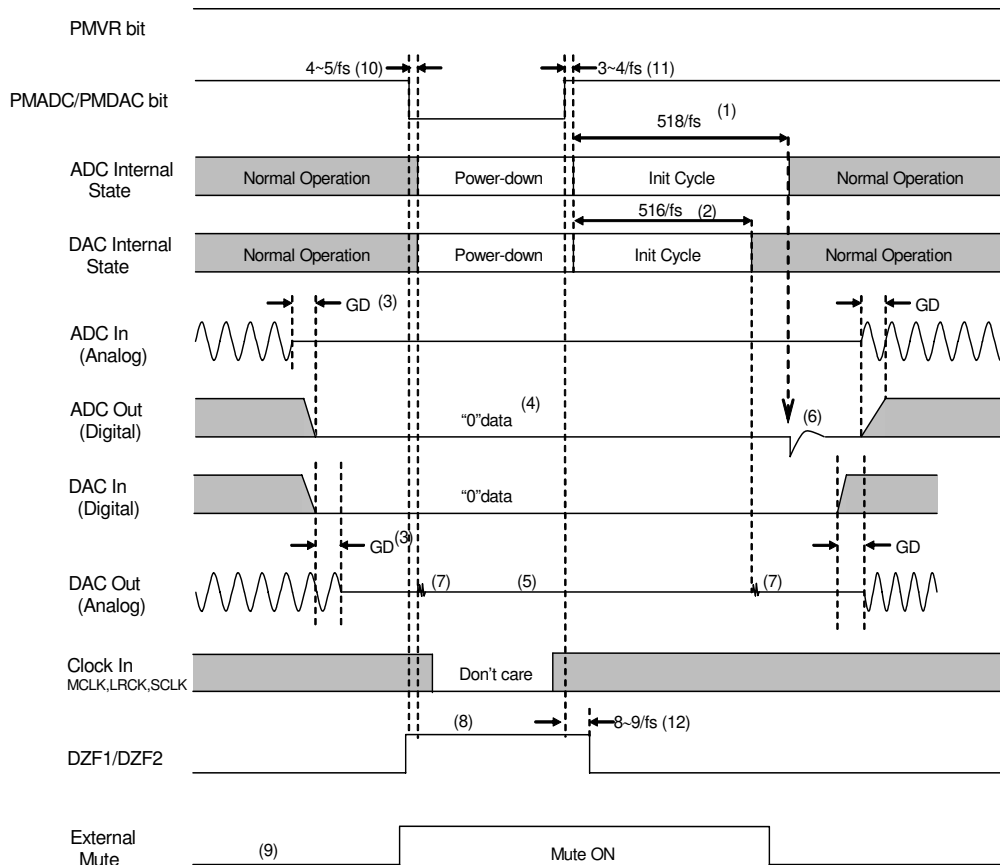 PMVR bit
4~5/fs (10)
3~4/fs (11)
PMADC/PMDAC bit
518/fs (1)
ADC Internal
State
Normal Operation
Power-down
Init Cycle
Normal Operation
516/fs (2)
DAC Internal
State
Normal Operation
Power-down
Init Cycle
Normal Operation
GD (3)
GD
ADC In
(Analog)
ADC Out
(Digital)
“0”data (4)
(6)
DAC In
(Digital)
“0”data
GD (3)
GD
DAC Out
(Analog)
(7)
(5)
(7)
Clock In
MCLK,LRCK,SCLK
Don’t care
(8)
8~9/fs (12)
DZF1/DZF2
External
Mute
(9)
Mute ON